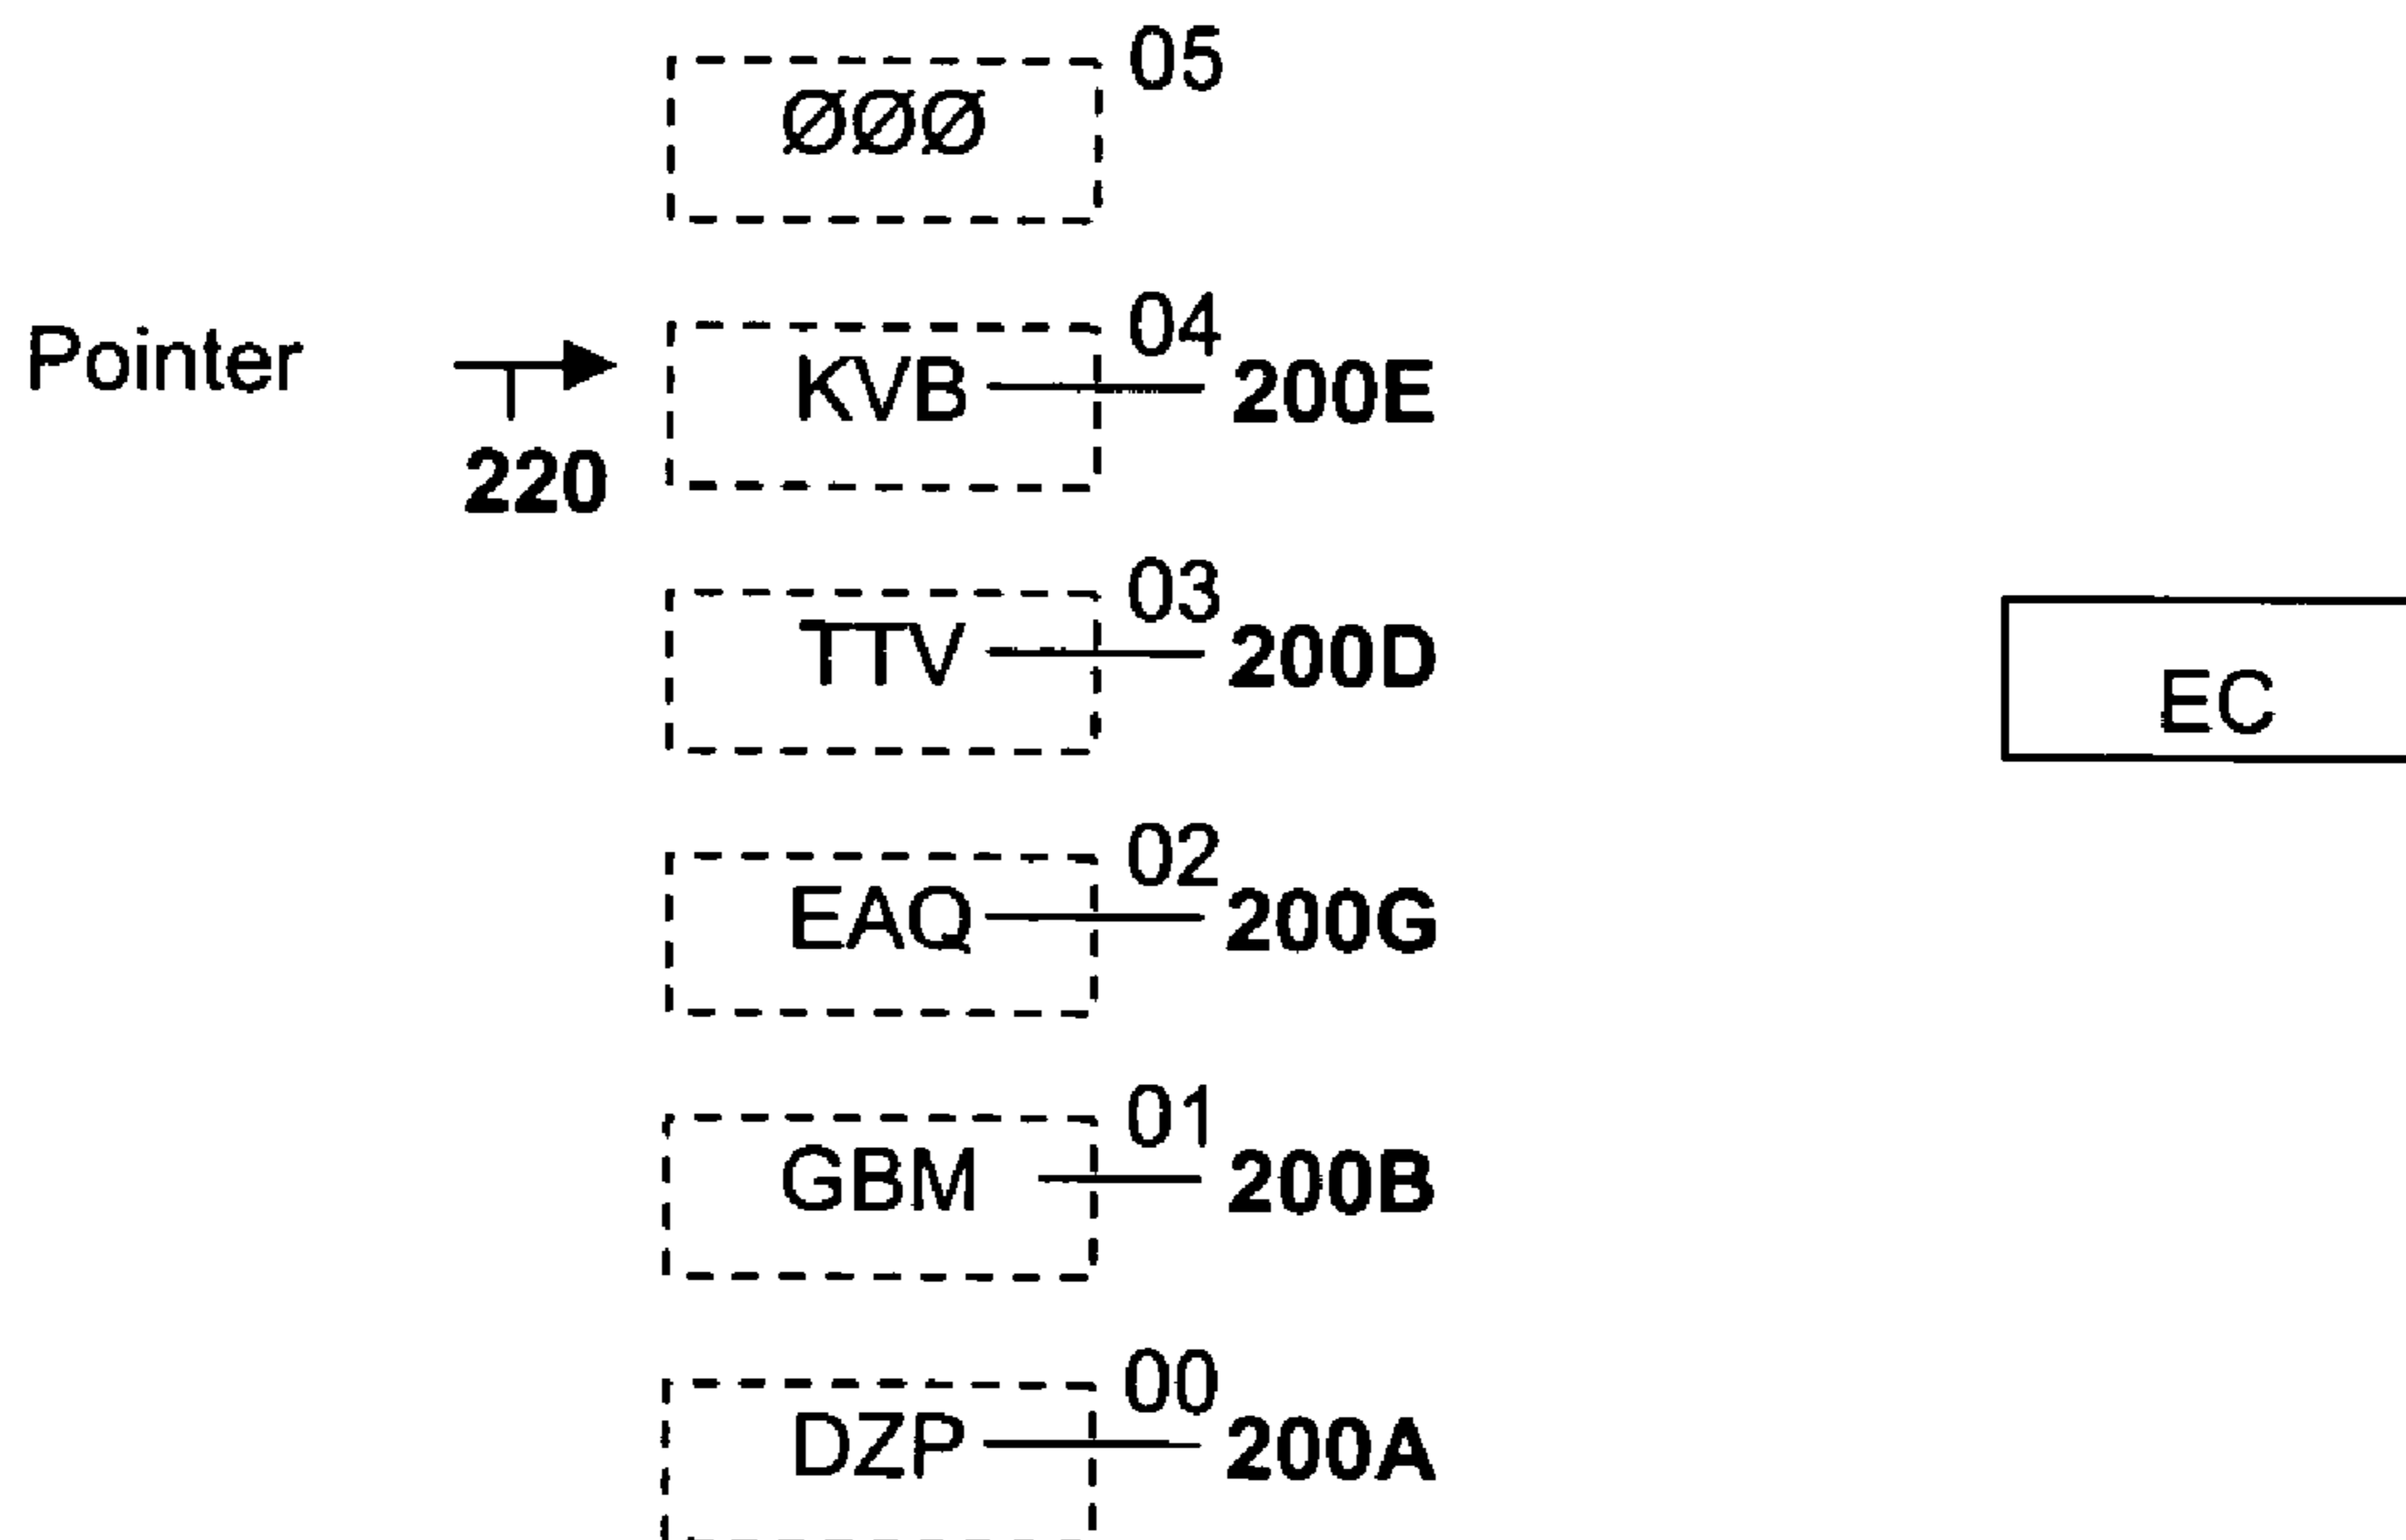 05
ØØØ
04
Pointer
KVB
200E
220
03
TTV
200D
EC
02
EAQ
200G
01
GBM
200B
00
DZP
200A